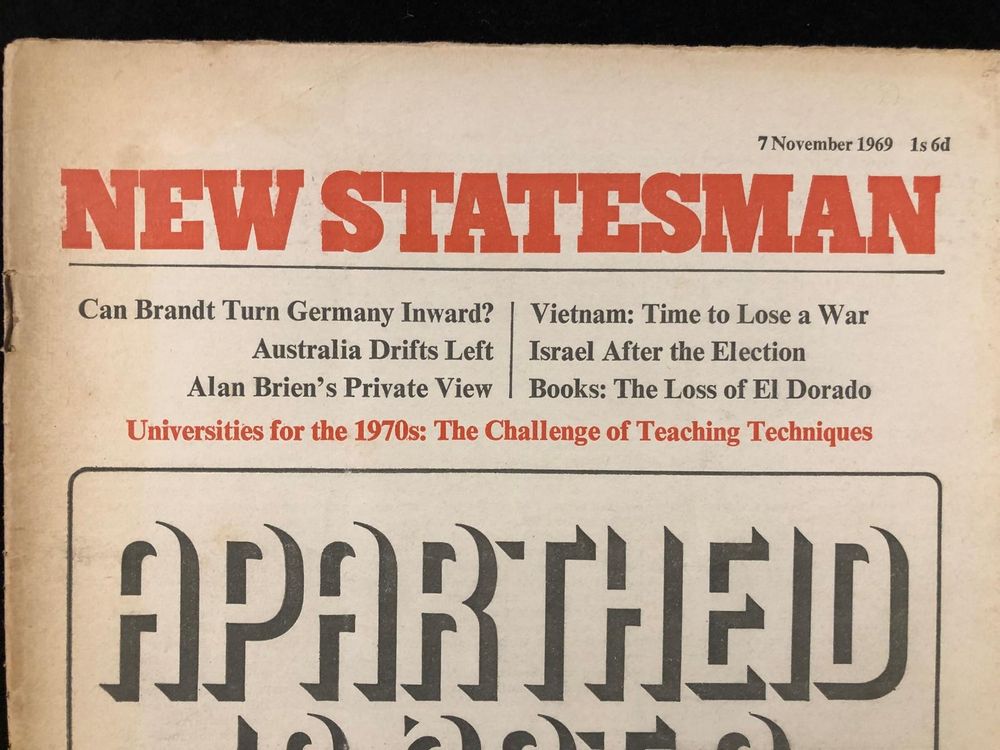 7 November 1969 1s 6d
NEW STATESMAN
Can Brandt Turn Germany Inward?
Australia Drifts Left
Alan Brien's Private View
Vietnam: Time to Lose a War
Israel After the Election
Books: The Loss of El Dorado
Universities for the 1970s: The Challenge of Teaching Techniques
APARTHEID